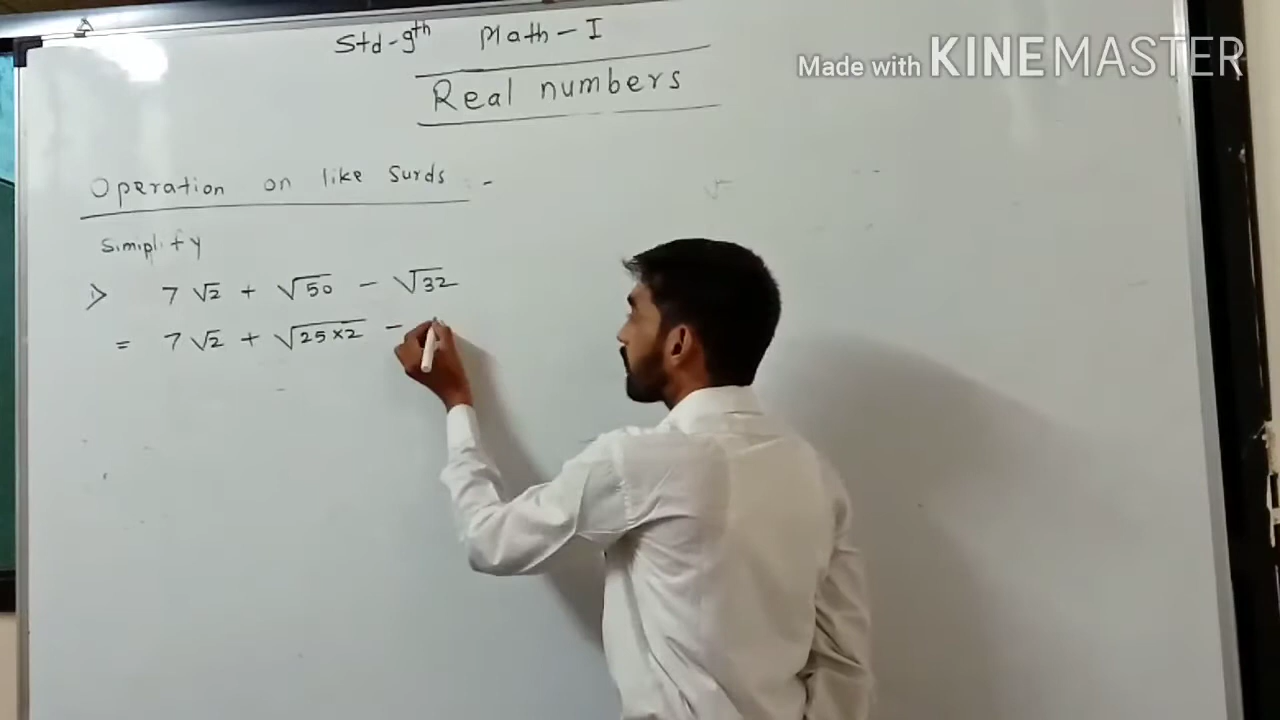 Std-9th Math-I
Made with KINEMASTER
Real numbers
Operation on like Surds -
Simplify
1> 7√2 + √50 - √32
= 7√2 + √25×2 -